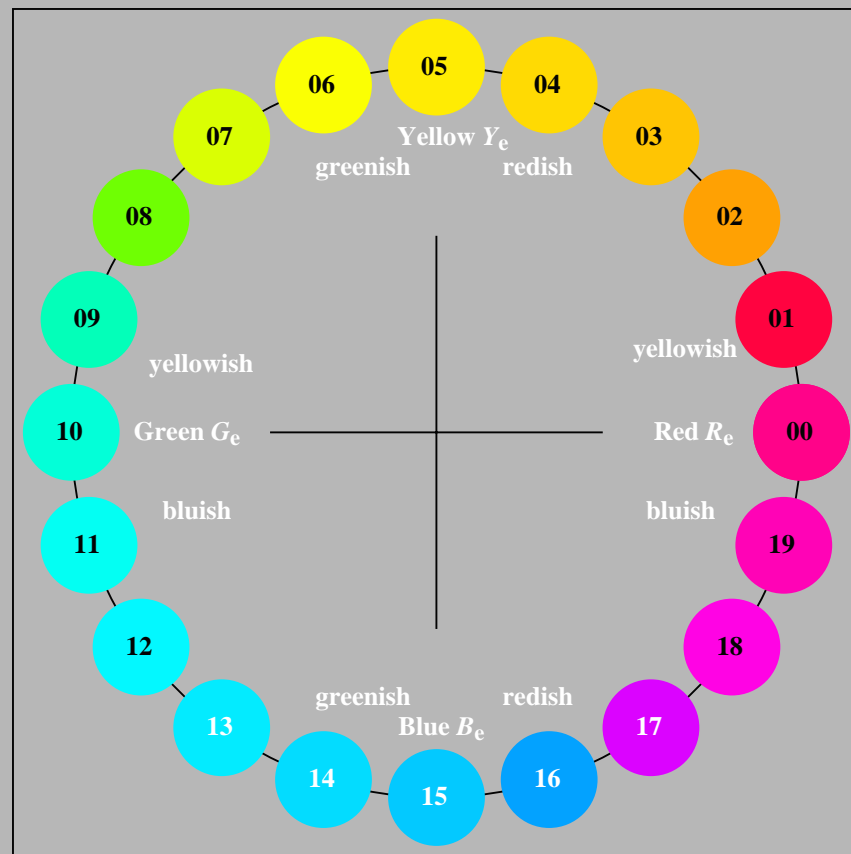 05
06 04
07 Yellow Ye 03
greenish redish
08 02
09 01
yellowish yellowish
10 Green Ge Red Re 00
bluish bluish
11 19
12 18
greenish redish
13 Blue Be 17
14 16
15